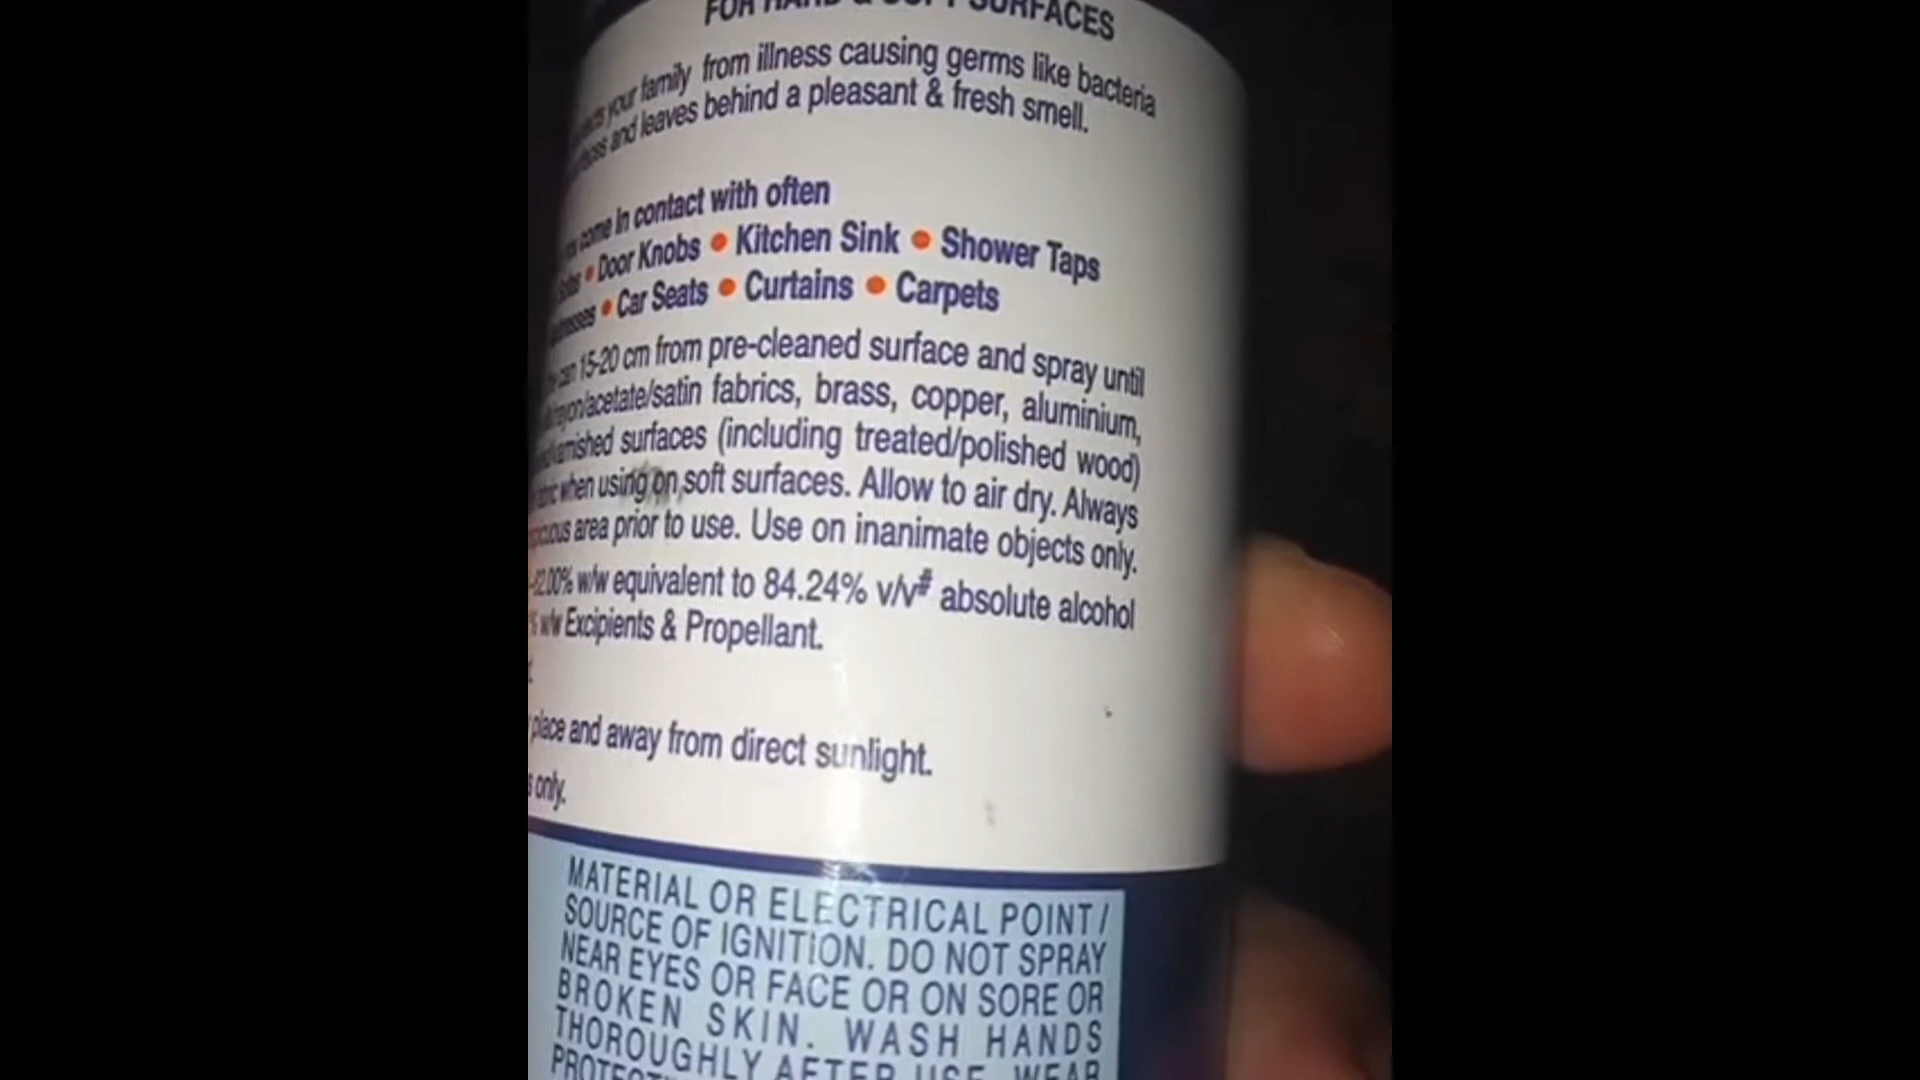 FOR HARD & SOFT SURFACES
your family from illness causing germs like bacteria
and leaves behind a pleasant & fresh smell.
come in contact with often
• Door Knobs • Kitchen Sink • Shower Taps
• Car Seats • Curtains • Carpets
can 15-20 cm from pre-cleaned surface and spray until
rayon/acetate/satin fabrics, brass, copper, aluminium,
surfaces (including treated/polished wood)
when using on soft surfaces. Allow to air dry. Always
area prior to use. Use on inanimate objects only.
w/w equivalent to 84.24% v/v# absolute alcohol
% w/w Excipients & Propellant.
place and away from direct sunlight.
only.
MATERIAL OR ELECTRICAL POINT/
SOURCE OF IGNITION. DO NOT SPRAY
NEAR EYES OR FACE OR ON SORE OR
BROKEN SKIN. WASH HANDS
THOROUGHLY AFTER USE. WEAR